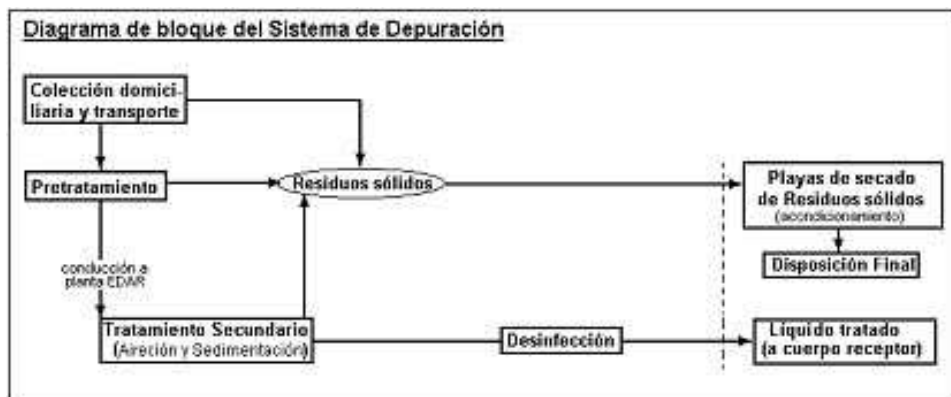 Diagrama de bloque del Sistema de Depuración
Colección domici-
liaria y transporte
Pretratamiento
Residuos sólidos
Playas de secado
de Residuos sólidos
(acondicionamiento)
Disposición Final
conducción a
planta EDAR
Tratamiento Secundario
(Aireción y Sedimentación)
Desinfección
Líquido tratado
(a cuerpo receptor)